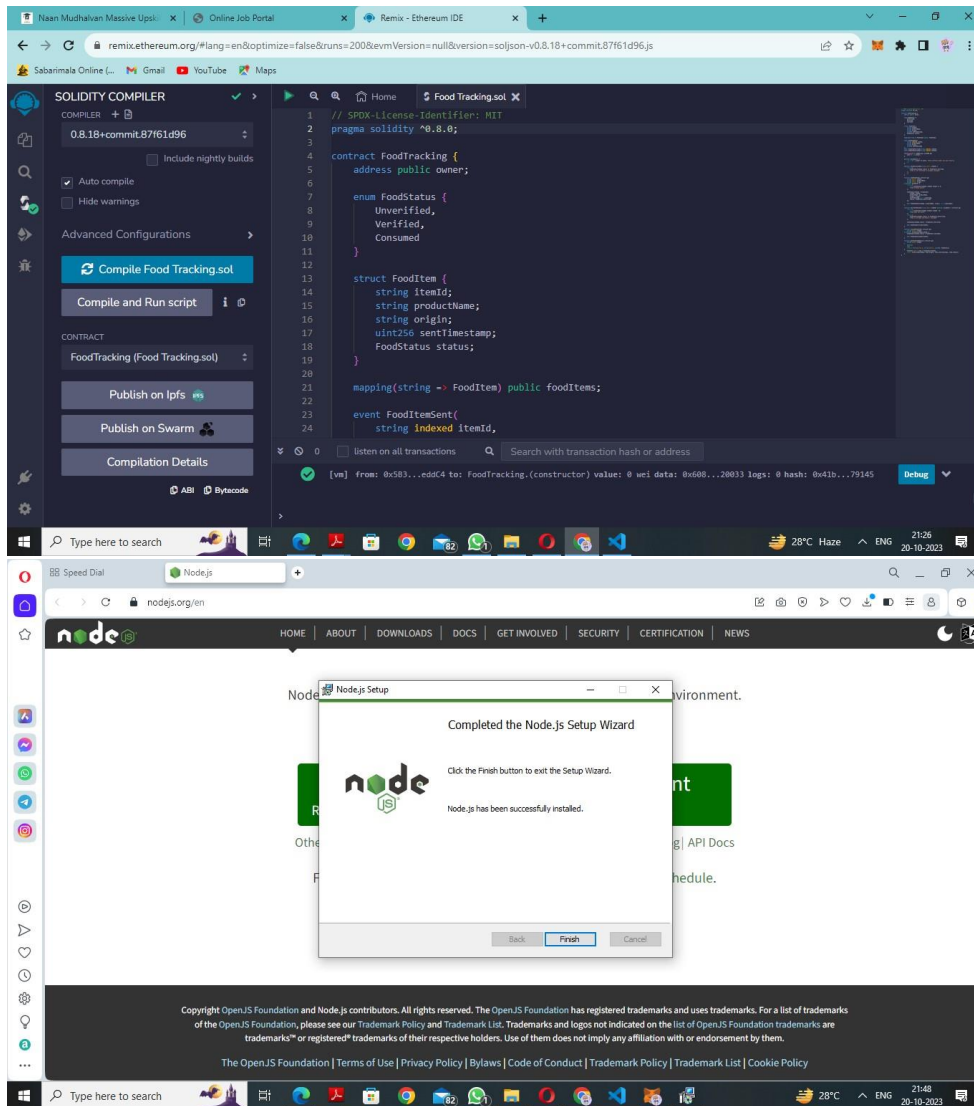 Naan Mudhalvan Massive Upskil
Online Job Portal
Remix - Ethereum IDE
remix.ethereum.org/#lang=en&optimize=false&runs=200&evmVersion=null&version=soljson-v0.8.18+commit.87f61d96.js
Sabarimala Online (... Gmail YouTube Maps
SOLIDITY COMPILER
COMPILER
0.8.18+commit.87f61d96
Include nightly builds
Auto compile
Hide warnings
Advanced Configurations
Compile Food Tracking.sol
Compile and Run script
CONTRACT
FoodTracking (Food Tracking.sol)
Publish on Ipfs
Publish on Swarm
Compilation Details
ABI Bytecode
Home Food Tracking.sol
1 // SPDX-License-Identifier: MIT
2 pragma solidity ^0.8.0;
3
4 contract FoodTracking {
5 address public owner;
6
7 enum FoodStatus {
8 Unverified,
9 Verified,
10 Consumed
11 }
12
13 struct FoodItem {
14 string itemId;
15 string productName;
16 string origin;
17 uint256 sentTimestamp;
18 FoodStatus status;
19 }
20
21 mapping(string => FoodItem) public foodItems;
22
23 event FoodItemSent(
24 string indexed itemId,
0 listen on all transactions Search with transaction hash or address
[vm] from: 0x583...eddC4 to: FoodTracking.(constructor) value: 0 wei data: 0x608...20033 logs: 0 hash: 0x41b...79145 Debug
>
Type here to search 82 1 28°C Haze ENG 21:26
20-10-2023
Speed Dial Node.js
nodejs.org/en
node JS
HOME | ABOUT | DOWNLOADS | DOCS | GET INVOLVED | SECURITY | CERTIFICATION | NEWS
Node
vironment.
Node.js Setup
Completed the Node.js Setup Wizard
Click the Finish button to exit the Setup Wizard.
node JS
Node.js has been successfully installed.
nt
R
Othe
g | API Docs
F
hedule.
Back Finish Cancel
Copyright OpenJS Foundation and Node.js contributors. All rights reserved. The OpenJS Foundation has registered trademarks and uses trademarks. For a list of trademarks
of the OpenJS Foundation, please see our Trademark Policy and Trademark List. Trademarks and logos not indicated on the list of OpenJS Foundation trademarks are
trademarks™ or registered® trademarks of their respective holders. Use of them does not imply any affiliation with or endorsement by them.
The OpenJS Foundation | Terms of Use | Privacy Policy | Bylaws | Code of Conduct | Trademark Policy | Trademark List | Cookie Policy
Type here to search 82 1 28°C ENG 21:48
20-10-2023